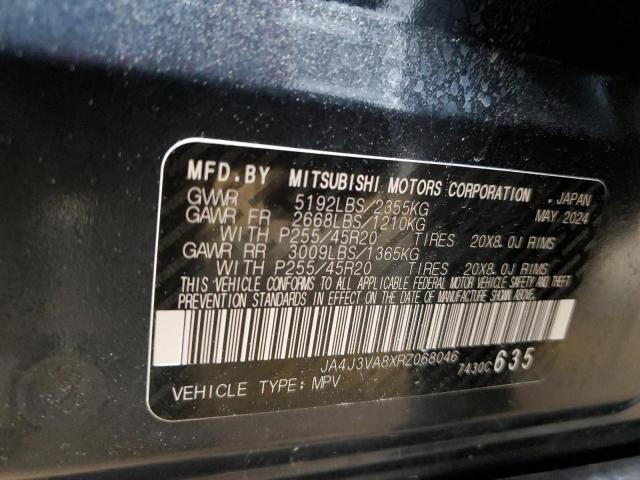 MFD.BY MITSUBISHI MOTORS CORPORATION, JAPAN
GVWR 5192LBS/2355KG MAY 2024
GAWR FR 2668LBS/1210KG
WITH P255/45R20 TIRES 20X8.0J RIMS
GAWR RR 3009LBS/1365KG
WITH P255/45R20 TIRES 20X8.0J RIMS
THIS VEHICLE CONFORMS TO ALL APPLICABLE FEDERAL MOTOR VEHICLE SAFETY AND THEFT
PREVENTION STANDARDS IN EFFECT ON THE DATE OF MANUFACTURE SHOWN ABOVE.
JA4J3VA8XRZ068046
7430C 635
VEHICLE TYPE: MPV